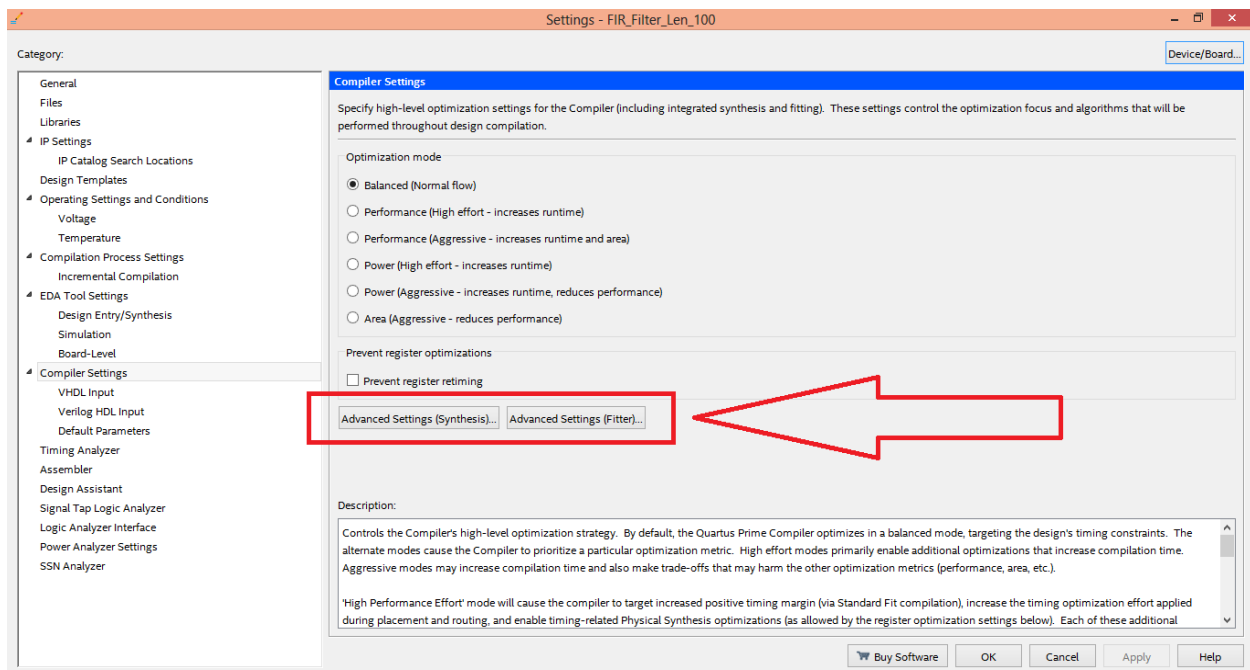 Settings - FIR_Filter_Len_100
Category:
Device/Board...
General
Files
Libraries
IP Settings
IP Catalog Search Locations
Design Templates
Operating Settings and Conditions
Voltage
Temperature
Compilation Process Settings
Incremental Compilation
EDA Tool Settings
Design Entry/Synthesis
Simulation
Board-Level
Compiler Settings
VHDL Input
Verilog HDL Input
Default Parameters
Timing Analyzer
Assembler
Design Assistant
Signal Tap Logic Analyzer
Logic Analyzer Interface
Power Analyzer Settings
SSN Analyzer
Compiler Settings
Specify high-level optimization settings for the Compiler (including integrated synthesis and fitting). These settings control the optimization focus and algorithms that will be
performed throughout design compilation.
Optimization mode
Balanced (Normal flow)
Performance (High effort - increases runtime)
Performance (Aggressive - increases runtime and area)
Power (High effort - increases runtime)
Power (Aggressive - increases runtime, reduces performance)
Area (Aggressive - reduces performance)
Prevent register optimizations
Prevent register retiming
Advanced Settings (Synthesis)... Advanced Settings (Fitter)...
Description:
Controls the Compiler's high-level optimization strategy. By default, the Quartus Prime Compiler optimizes in a balanced mode, targeting the design's timing constraints. The
alternate modes cause the Compiler to prioritize a particular optimization metric. High effort modes primarily enable additional optimizations that increase compilation time.
Aggressive modes may increase compilation time and also make trade-offs that may harm the other optimization metrics (performance, area, etc.).
'High Performance Effort' mode will cause the compiler to target increased positive timing margin (via Standard Fit compilation), increase the timing optimization effort applied
during placement and routing, and enable timing-related Physical Synthesis optimizations (as allowed by the register optimization settings below). Each of these additional
Buy Software OK Cancel Apply Help